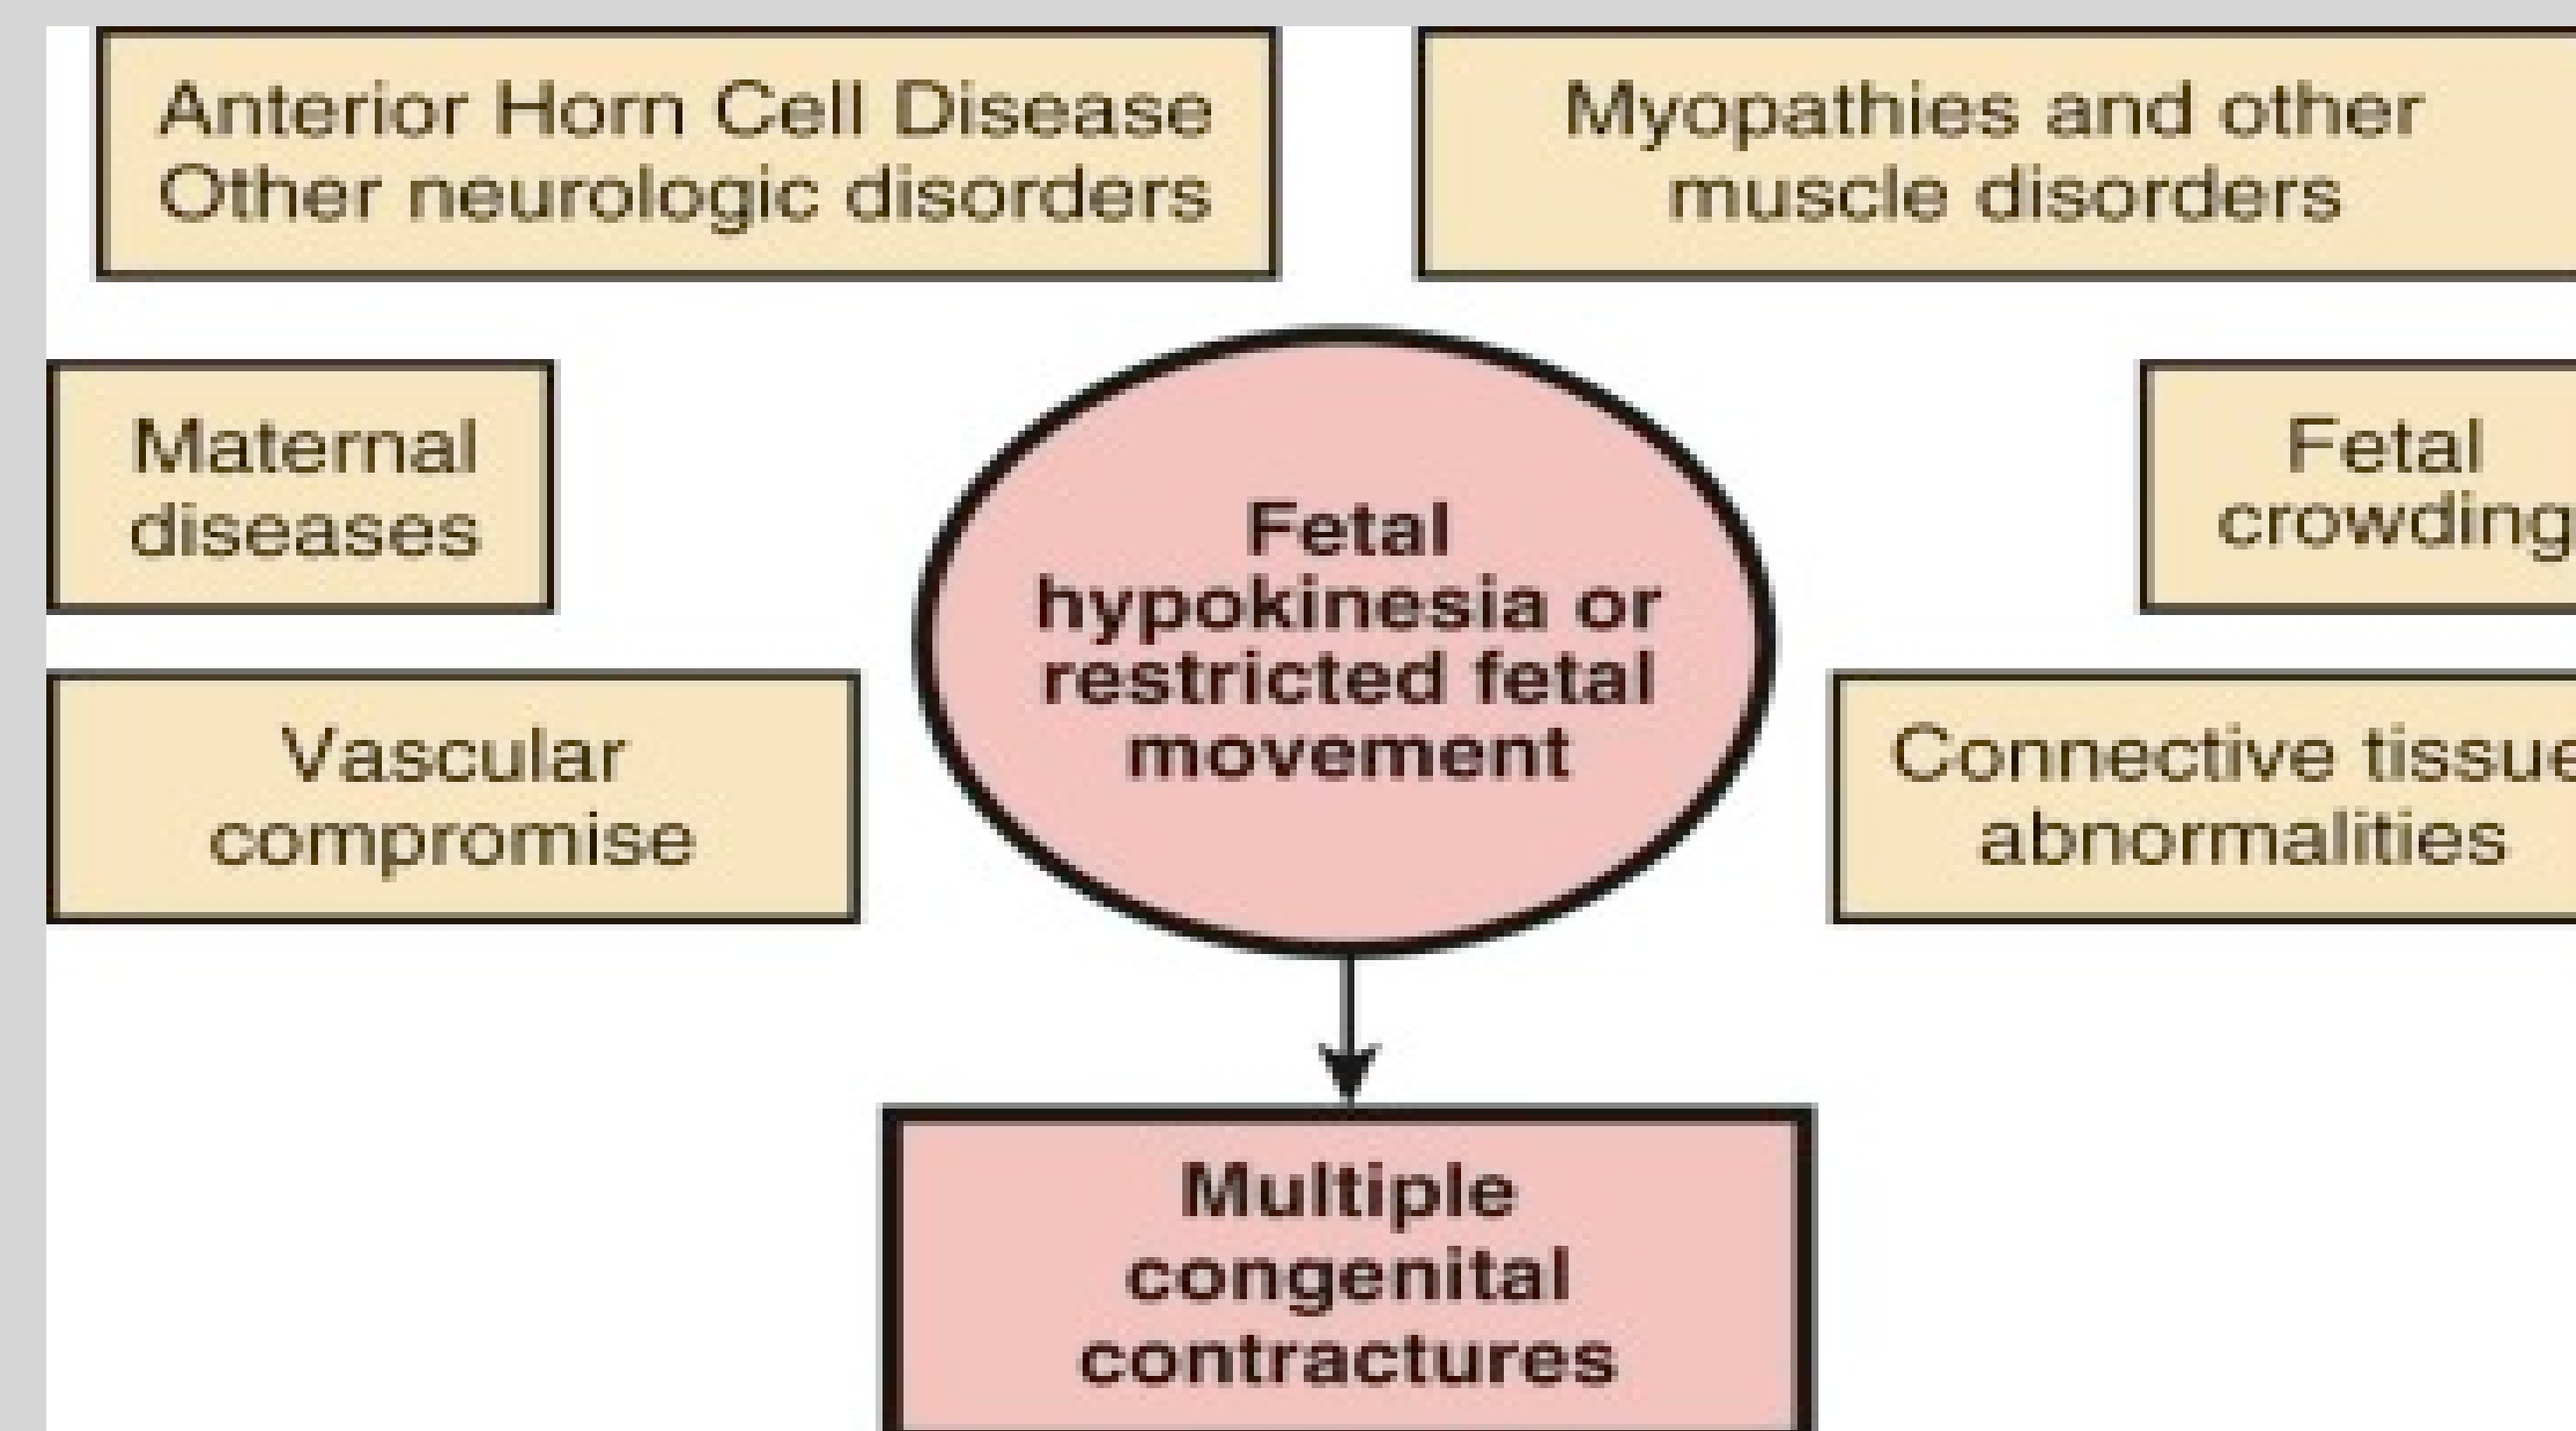 Anterior Horn Cell Disease
Other neurologic disorders
Myopathies and other
muscle disorders
Maternal
diseases
Fetal
crowding
Fetal
hypokinesia or
restricted fetal
movement
Vascular
compromise
Connective tissue
abnormalities
Multiple
congenital
contractures